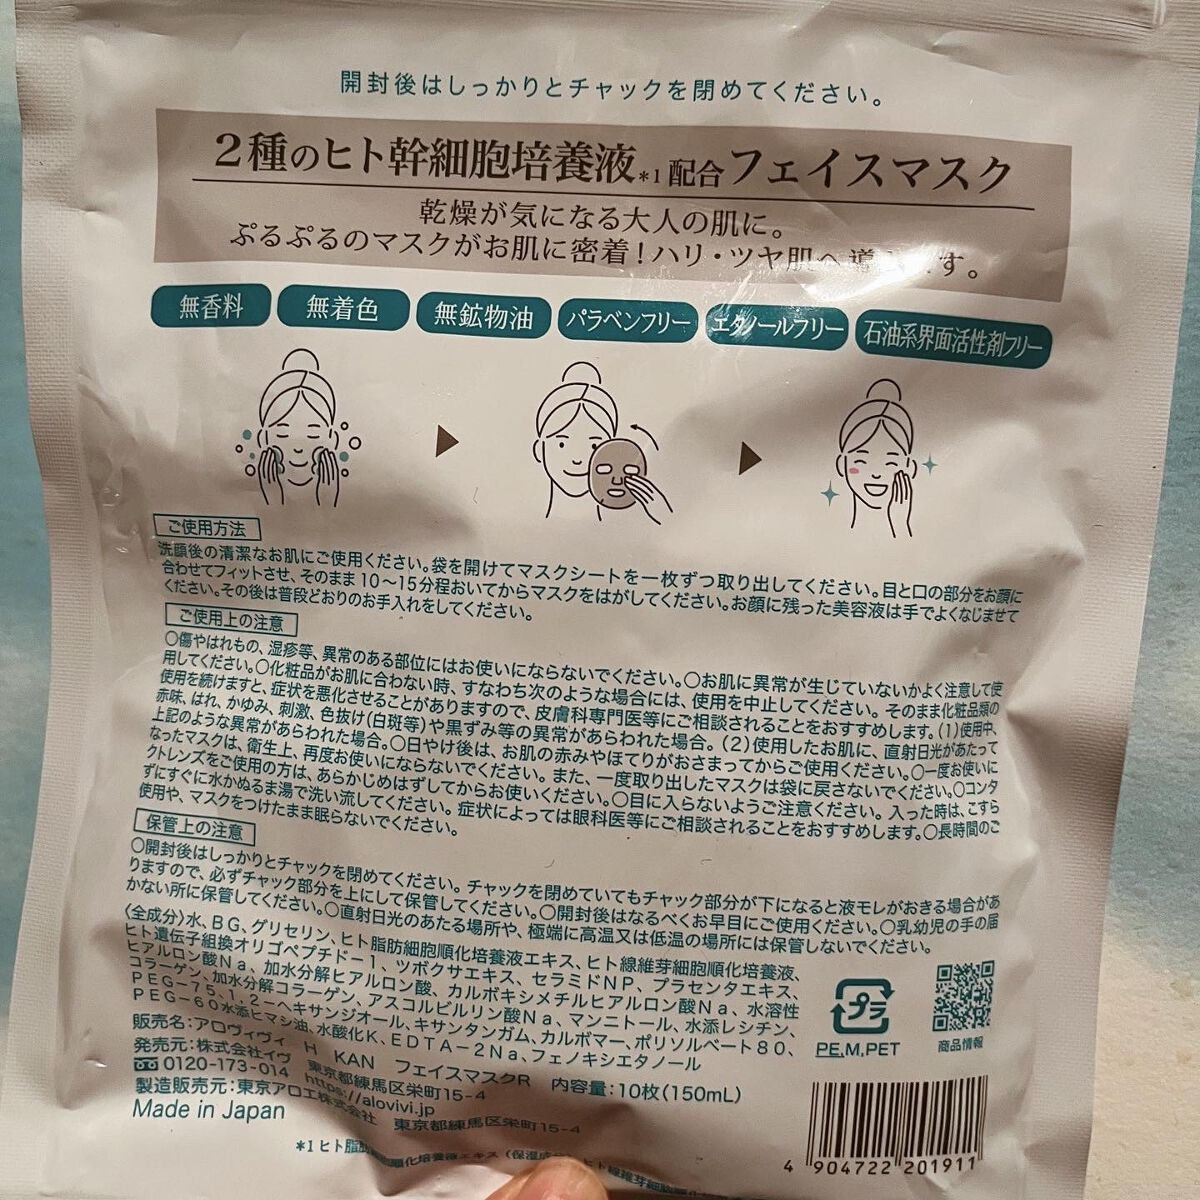 開封後はしっかりとチャックを閉めてください。
2種のヒト幹細胞培養液*1配合フェイスマスク
乾燥が気になる大人の肌に。
ぷるぷるのマスクがお肌に密着!ハリ・ツヤ肌へ導きます。
無香料 無着色 無鉱物油 パラベンフリー エタノールフリー 石油系界面活性剤フリー
ご使用方法
洗顔後の清潔なお肌にご使用ください。袋を開けてマスクシートを一枚ずつ取り出してください。目と口の部分をお顔に
合わせてフィットさせ、そのまま10〜15分程おいてからマスクをはがしてください。お顔に残った美容液は手でよくなじませて
ください。その後は普段どおりのお手入れをしてください。
ご使用上の注意
○傷やはれもの、湿疹等、異常のある部位にはお使いにならないでください。○お肌に異常が生じていないかよく注意して使
用してください。○化粧品がお肌に合わない時、すなわち次のような場合には、使用を中止してください。そのまま化粧品類の
使用を続けますと、症状を悪化させることがありますので、皮膚科専門医等にご相談されることをおすすめします。(1)使用中、
赤味、はれ、かゆみ、刺激、色抜け(白斑等)や黒ずみ等の異常があらわれた場合。(2)使用したお肌に、直射日光があたって
上記のような異常があらわれた場合。○日やけ後は、お肌の赤みやほてりがおさまってからご使用ください。○一度お使いに
なったマスクは、衛生上、再度お使いにならないでください。また、一度取り出したマスクは袋に戻さないでください。○コンタ
クトレンズをご使用の方は、あらかじめはずしてからお使いください。○目に入らないようご注意ください。入った時は、こすら
ずにすぐに水かぬるま湯で洗い流してください。症状によっては眼科医等にご相談されることをおすすめします。○長時間のご
使用や、マスクをつけたまま眠らないでください。
保管上の注意
○開封後はしっかりとチャックを閉めてください。チャックを閉めていてもチャック部分が下になると液モレがおきる場合があ
りますので、必ずチャック部分を上にして保管してください。○開封後はなるべくお早目にご使用ください。○乳幼児の手の届
かない所に保管してください。○直射日光のあたる場所や、極端に高温又は低温の場所には保管しないでください。
〈全成分〉水、BG、グリセリン、ヒト脂肪細胞順化培養液エキス、ヒト線維芽細胞順化培養液、
ヒト遺伝子組換オリゴペプチド-1、ツボクサエキス、セラミドNP、プラセンタエキス、
ヒアルロン酸Na、加水分解ヒアルロン酸、カルボキシメチルヒアルロン酸Na、水溶性
コラーゲン、加水分解コラーゲン、アスコルビルリン酸Na、マンニトール、水添レシチン、
PEG-75、1,2-ヘキサンジオール、キサンタンガム、カルボマー、ポリソルベート80、
PEG-60水添ヒマシ油、水酸化K、EDTA-2Na、フェノキシエタノール
販売名:アロヴィヴィ H KAN フェイスマスクR 内容量:10枚(150mL)
発売元:株式会社イヴ 東京都練馬区栄町15-4
0120-173-014 https://alovivi.jp
製造販売元:東京アロエ株式会社 東京都練馬区栄町15-4
Made in Japan
プラ
PE,M,PET
商品情報
4 904722 201911
*1 ヒト脂肪細胞順化培養液エキス(保湿成分)、ヒト線維芽細胞順化培